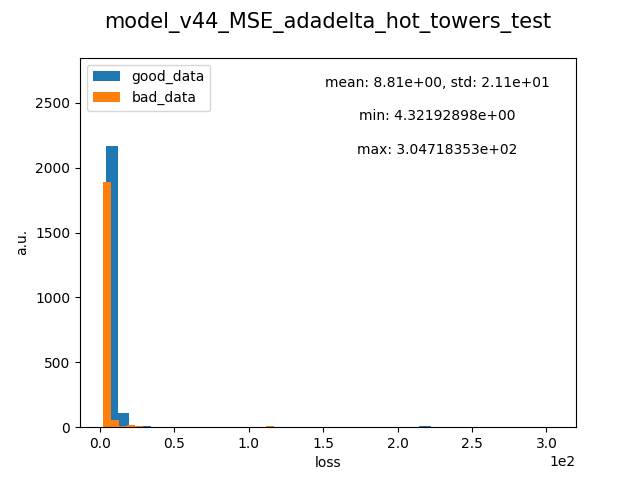 model_v44_MSE_adadelta_hot_towers_test
good_data
bad_data
mean: 8.81e+00, std: 2.11e+01
min: 4.32192898e+00
max: 3.04718353e+02
a.u.
2500
2000
1500
1000
500
0
0.0 0.5 1.0 1.5 2.0 2.5 3.0
loss
1e2